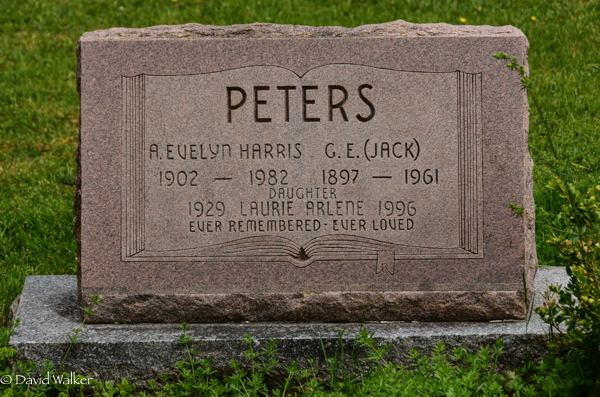 PETERS
A. EVELYN HARRIS G. E. (JACK)
1902 — 1982 1897 — 1961
DAUGHTER
1929 LAURIE ARLENE 1996
EVER REMEMBERED - EVER LOVED
© David Walker